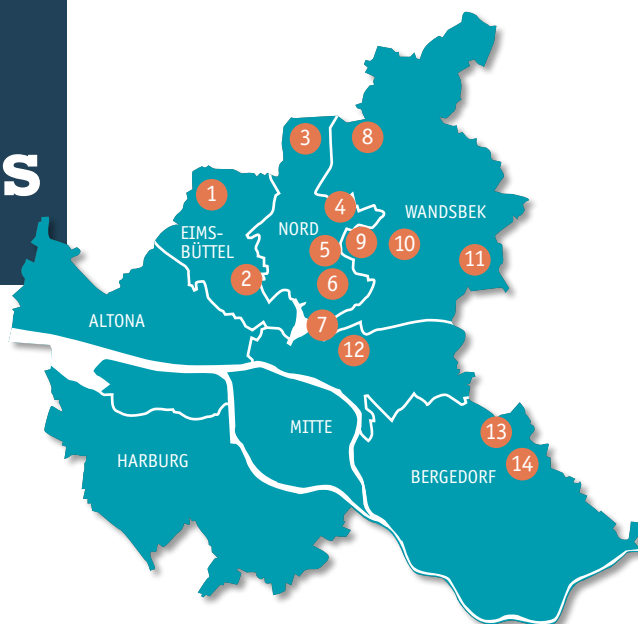 s
3
8
1
4
WANDSBEK
NORD
EIMS-
BÜTTEL
5
9
10
11
2
6
ALTONA
7
12
MITTE
13
HARBURG
14
BERGEDORF